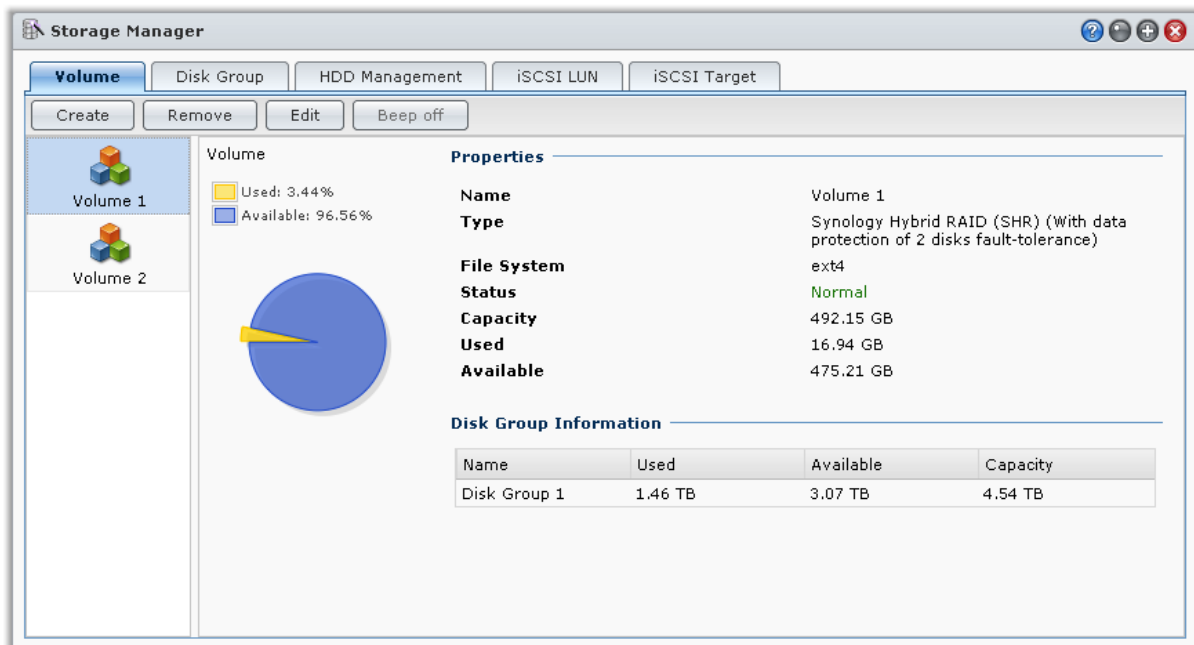 Storage Manager
Volume Disk Group HDD Management iSCSI LUN iSCSI Target
Create Remove Edit Beep off
Volume 1
Volume 2
Volume
Used: 3.44%
Available: 96.56%
Properties
Name Volume 1
Type Synology Hybrid RAID (SHR) (With data
protection of 2 disks fault-tolerance)
File System ext4
Status Normal
Capacity 492.15 GB
Used 16.94 GB
Available 475.21 GB
Disk Group Information
Name Used Available Capacity
Disk Group 1 1.46 TB 3.07 TB 4.54 TB